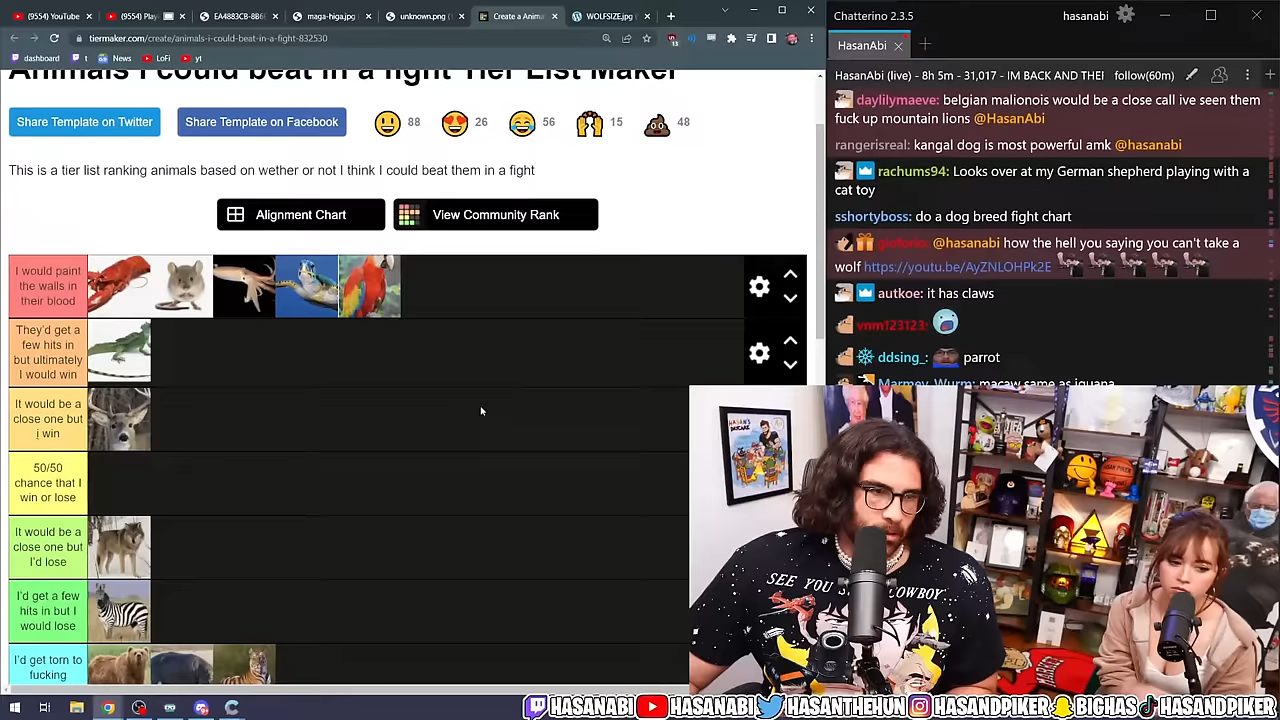 (9554) YouTube
(9554) Play
EA4883CB-8B6
maga-higa.jpg
unknown.png (
Create a Anima
WOLFSIZE.jpg (
tiermaker.com/create/animals-i-could-beat-in-a-fight-832530
dashboard
t
News
LoFi
yt
Animals I could beat in a fight Tier List Maker
Share Template on Twitter
Share Template on Facebook
88
26
56
15
48
This is a tier list ranking animals based on wether or not I think I could beat them in a fight
Alignment Chart
View Community Rank
I would paint
the walls in
their blood
They'd get a
few hits in
but ultimately
I would win
It would be a
close one but
i win
50/50
chance that I
win or lose
It would be a
close one but
I'd lose
I'd get a few
hits in but I
would lose
I'd get torn to
fucking
Chatterino 2.3.5
hasanabi
HasanAbi
HasanAbi (live) - 8h 5m - 31,017 - IM BACK AND THEI
follow(60m)
daylilymaeve: belgian malionois would be a close call ive seen them
fuck up mountain lions @HasanAbi
rangerisreal: kangal dog is most powerful amk @hasanabi
rachums94: Looks over at my German shepherd playing with a
cat toy
sshortyboss: do a dog breed fight chart
@hasanabi how the hell you saying you can't take a
wolf https://youtu.be/AyZNLOHPk2E
autkoe: it has claws
vnm123123:
ddsing_: parrot
Marmey_Wurm: macaw same as iguana
HASAN'S
DAYCARE
SEE YOU COWBOY...
HASANABI
HASANABI
HASANTHEHUN
HASANDPIKER
BIGHAS
HASANDPIKER